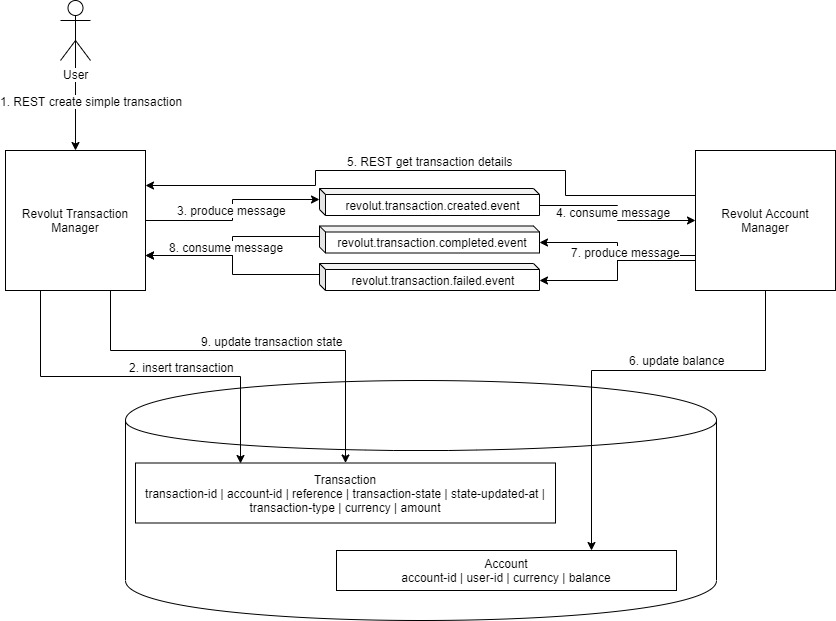 User
1. REST create simple transaction
5. REST get transaction details
Revolut Transaction
Manager
3. produce message
revolut.transaction.created.event
4. consume message
Revolut Account
Manager
8. consume message
revolut.transaction.completed.event
7. produce message
revolut.transaction.failed.event
9. update transaction state
2. insert transaction
6. update balance
Transaction
transaction-id | account-id | reference | transaction-state | state-updated-at |
transaction-type | currency | amount
Account
account-id | user-id | currency | balance